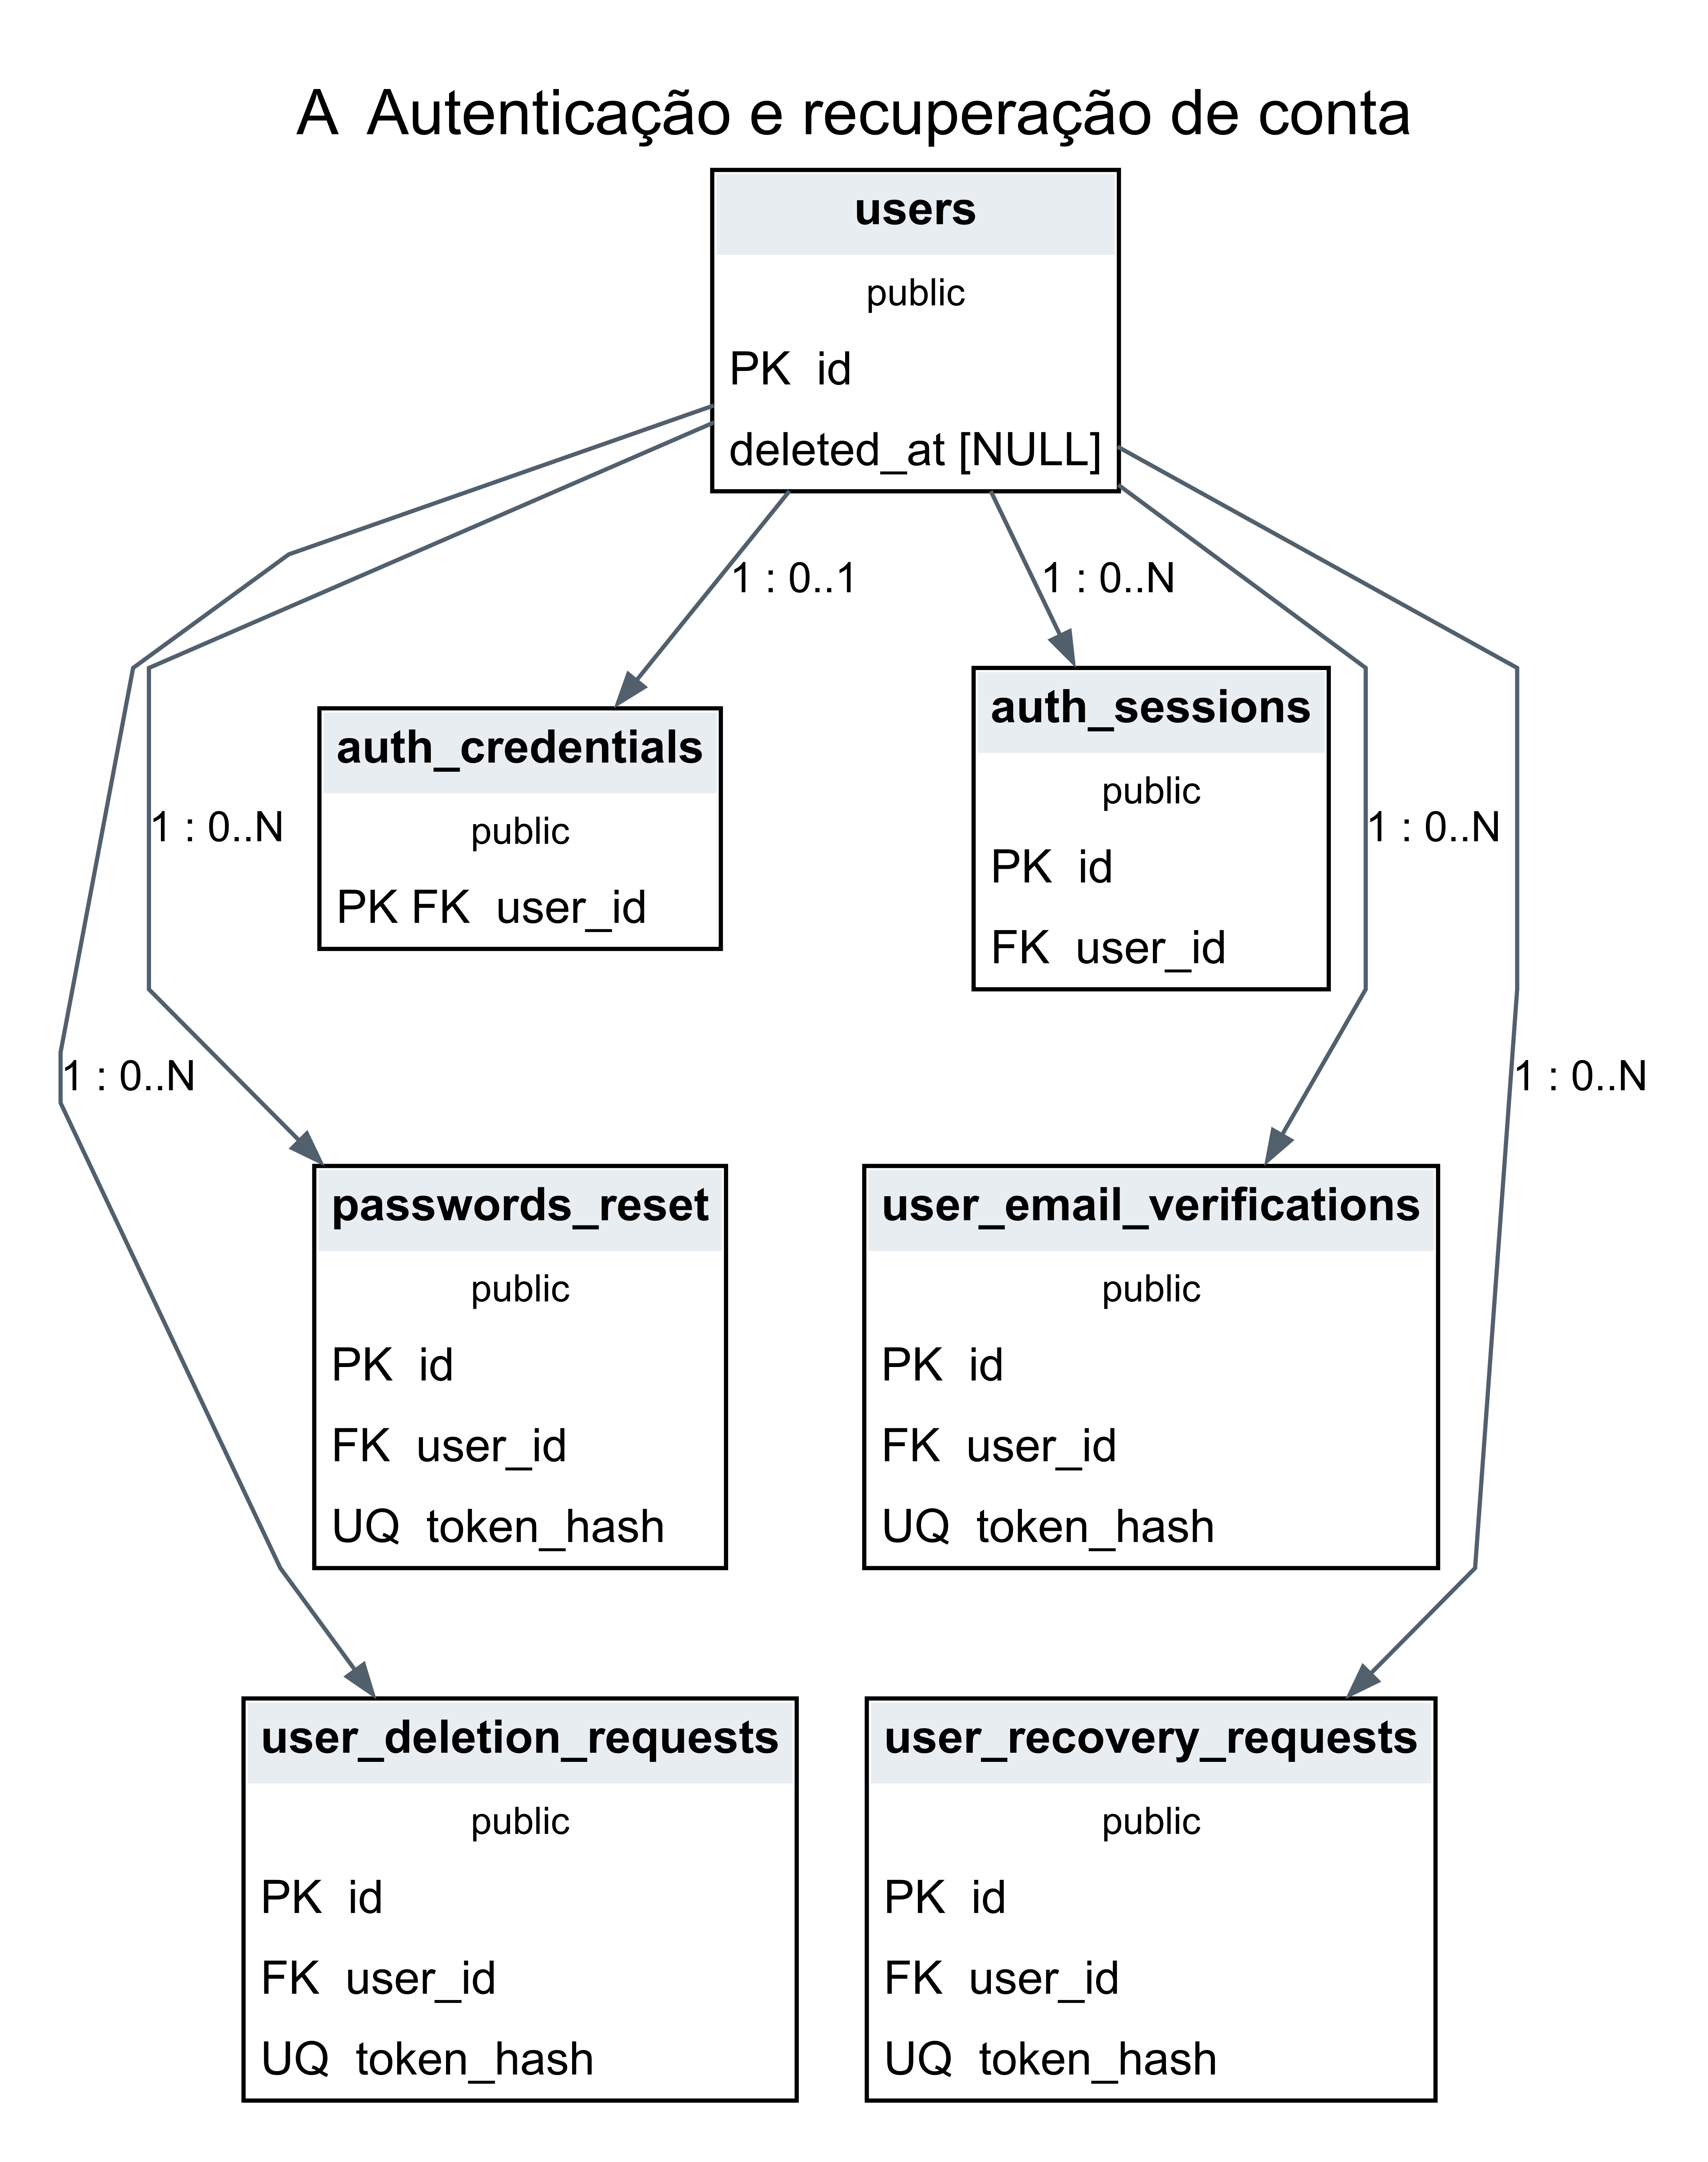 A  Autenticação e recuperação de conta
users
public
PK  id
deleted_at [NULL]
1 : 0..1
1 : 0..N
auth_credentials
public
PK FK  user_id
auth_sessions
public
PK  id
FK  user_id
1 : 0..N
1 : 0..N
1 : 0..N
1 : 0..N
passwords_reset
public
PK  id
FK  user_id
UQ  token_hash
user_email_verifications
public
PK  id
FK  user_id
UQ  token_hash
user_deletion_requests
public
PK  id
FK  user_id
UQ  token_hash
user_recovery_requests
public
PK  id
FK  user_id
UQ  token_hash